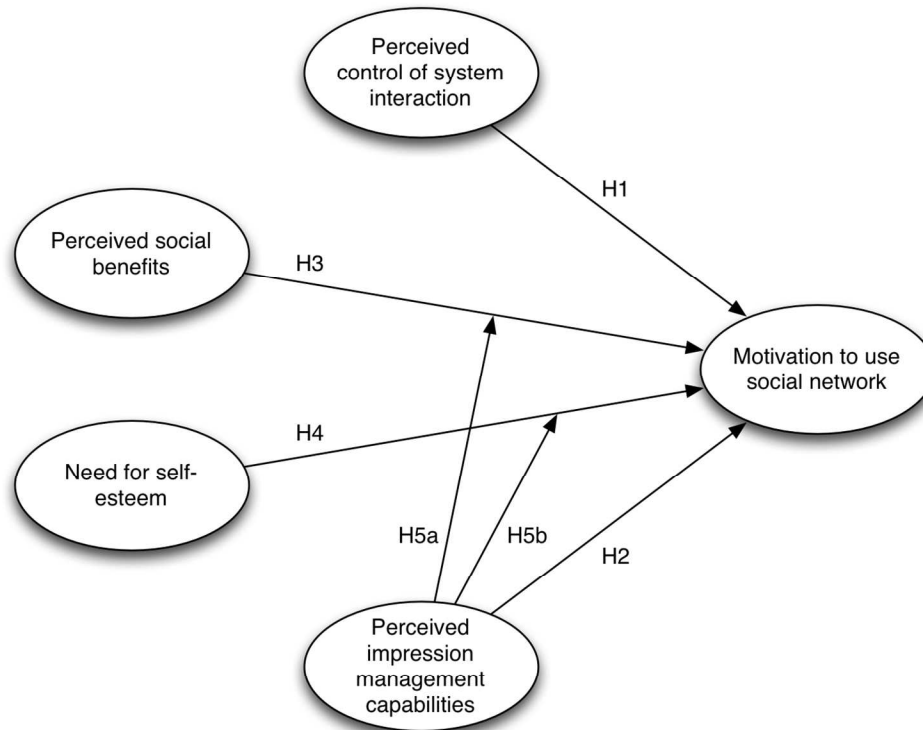 Perceived
control of system
interaction
H1
Perceived social
benefits
H3
Motivation to use
social network
H4
Need for self-
esteem
H5a
H5b
H2
Perceived
impression
management
capabilities